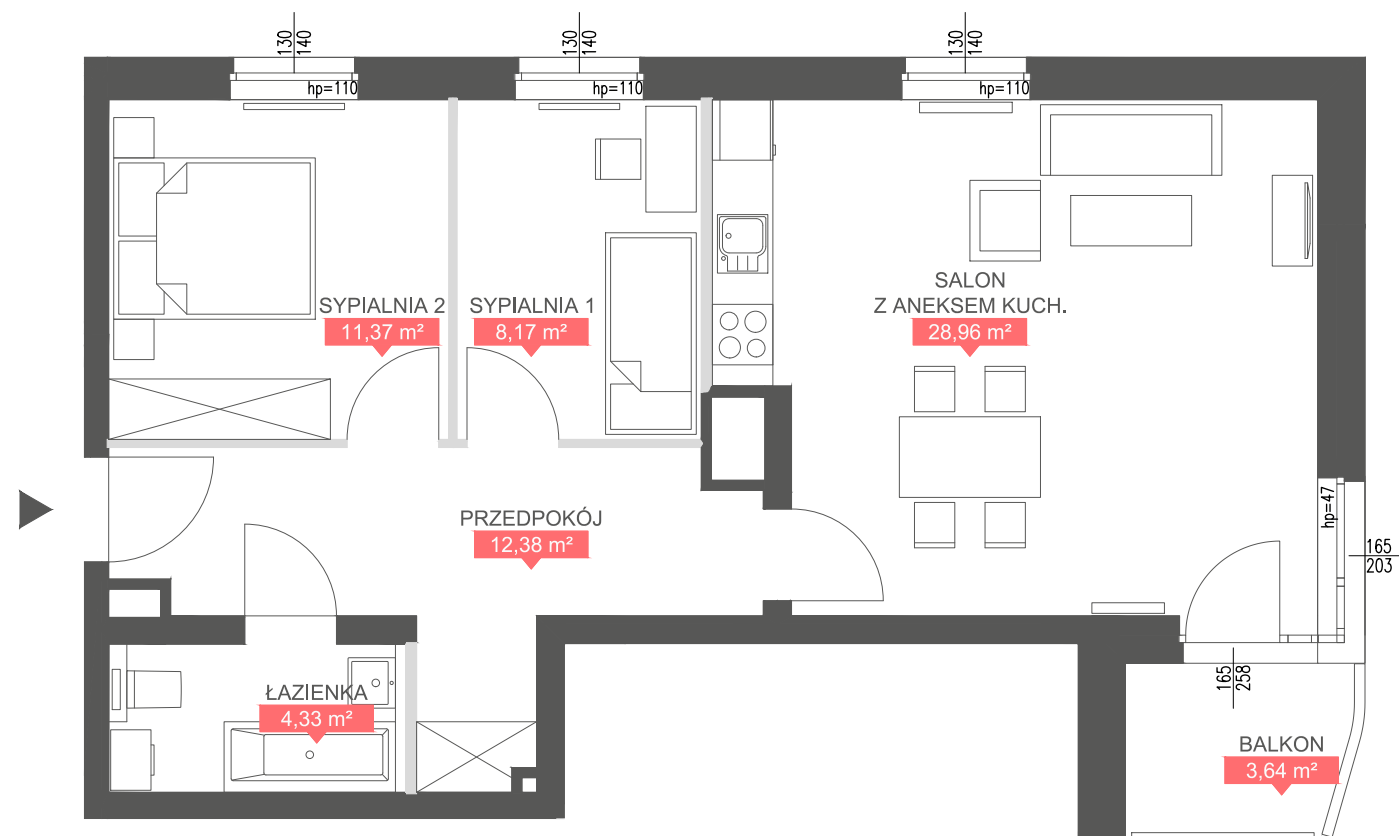 130
140
hp=110
130
140
hp=110
130
140
hp=110
SYPIALNIA 2
11,37 m²
SYPIALNIA 1
8,17 m²
SALON
Z ANEKSEM KUCH.
28,96 m²
PRZEDPOKÓJ
12,38 m²
hp=47
165
203
ŁAZIENKA
4,33 m²
165
258
BALKON
3,64 m²